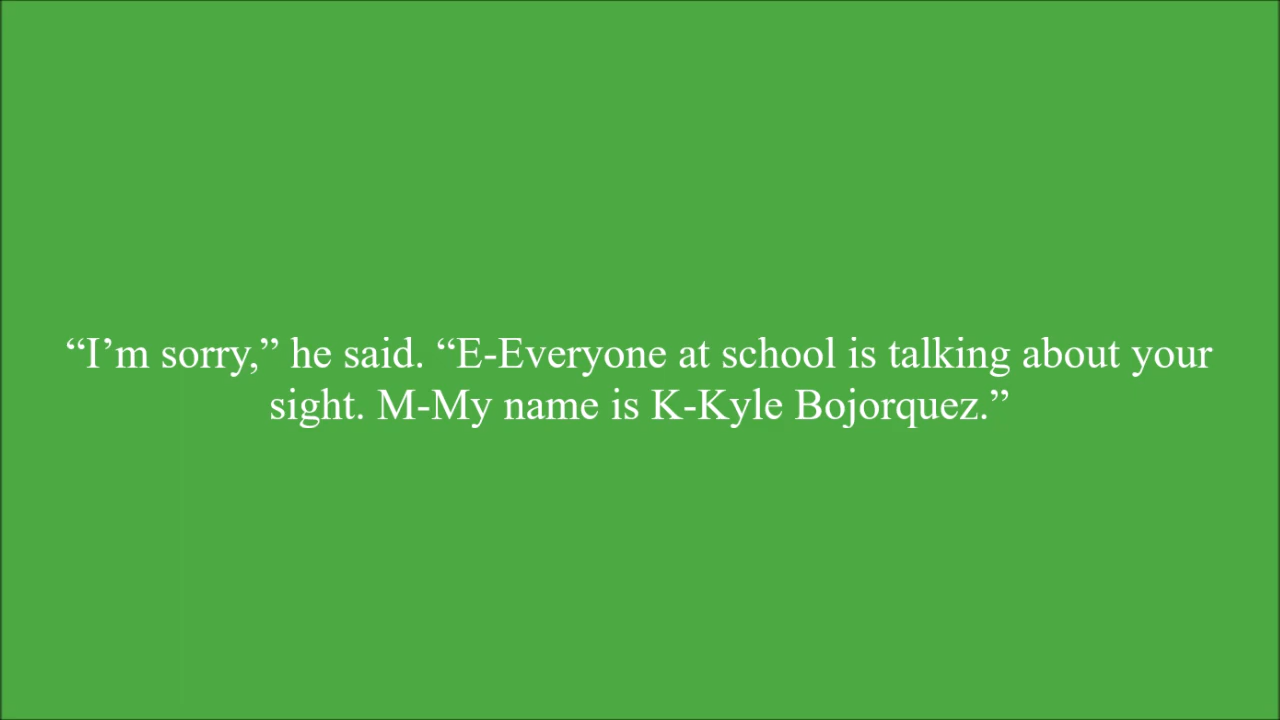 “I’m sorry,” he said. “E-Everyone at school is talking about your
sight. M-My name is K-Kyle Bojorquez.”